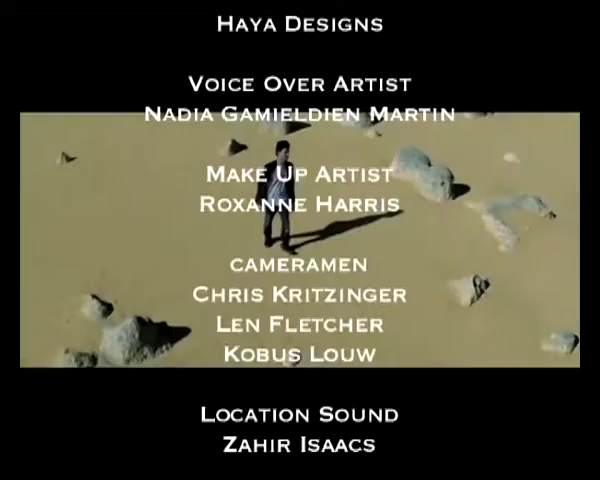 Haya Designs
Voice Over Artist
Nadia Gamieldien Martin
Make Up Artist
Roxanne Harris
cameramen
Chris Kritzinger
Len Fletcher
Kobus Louw
Location Sound
Zahir Isaacs